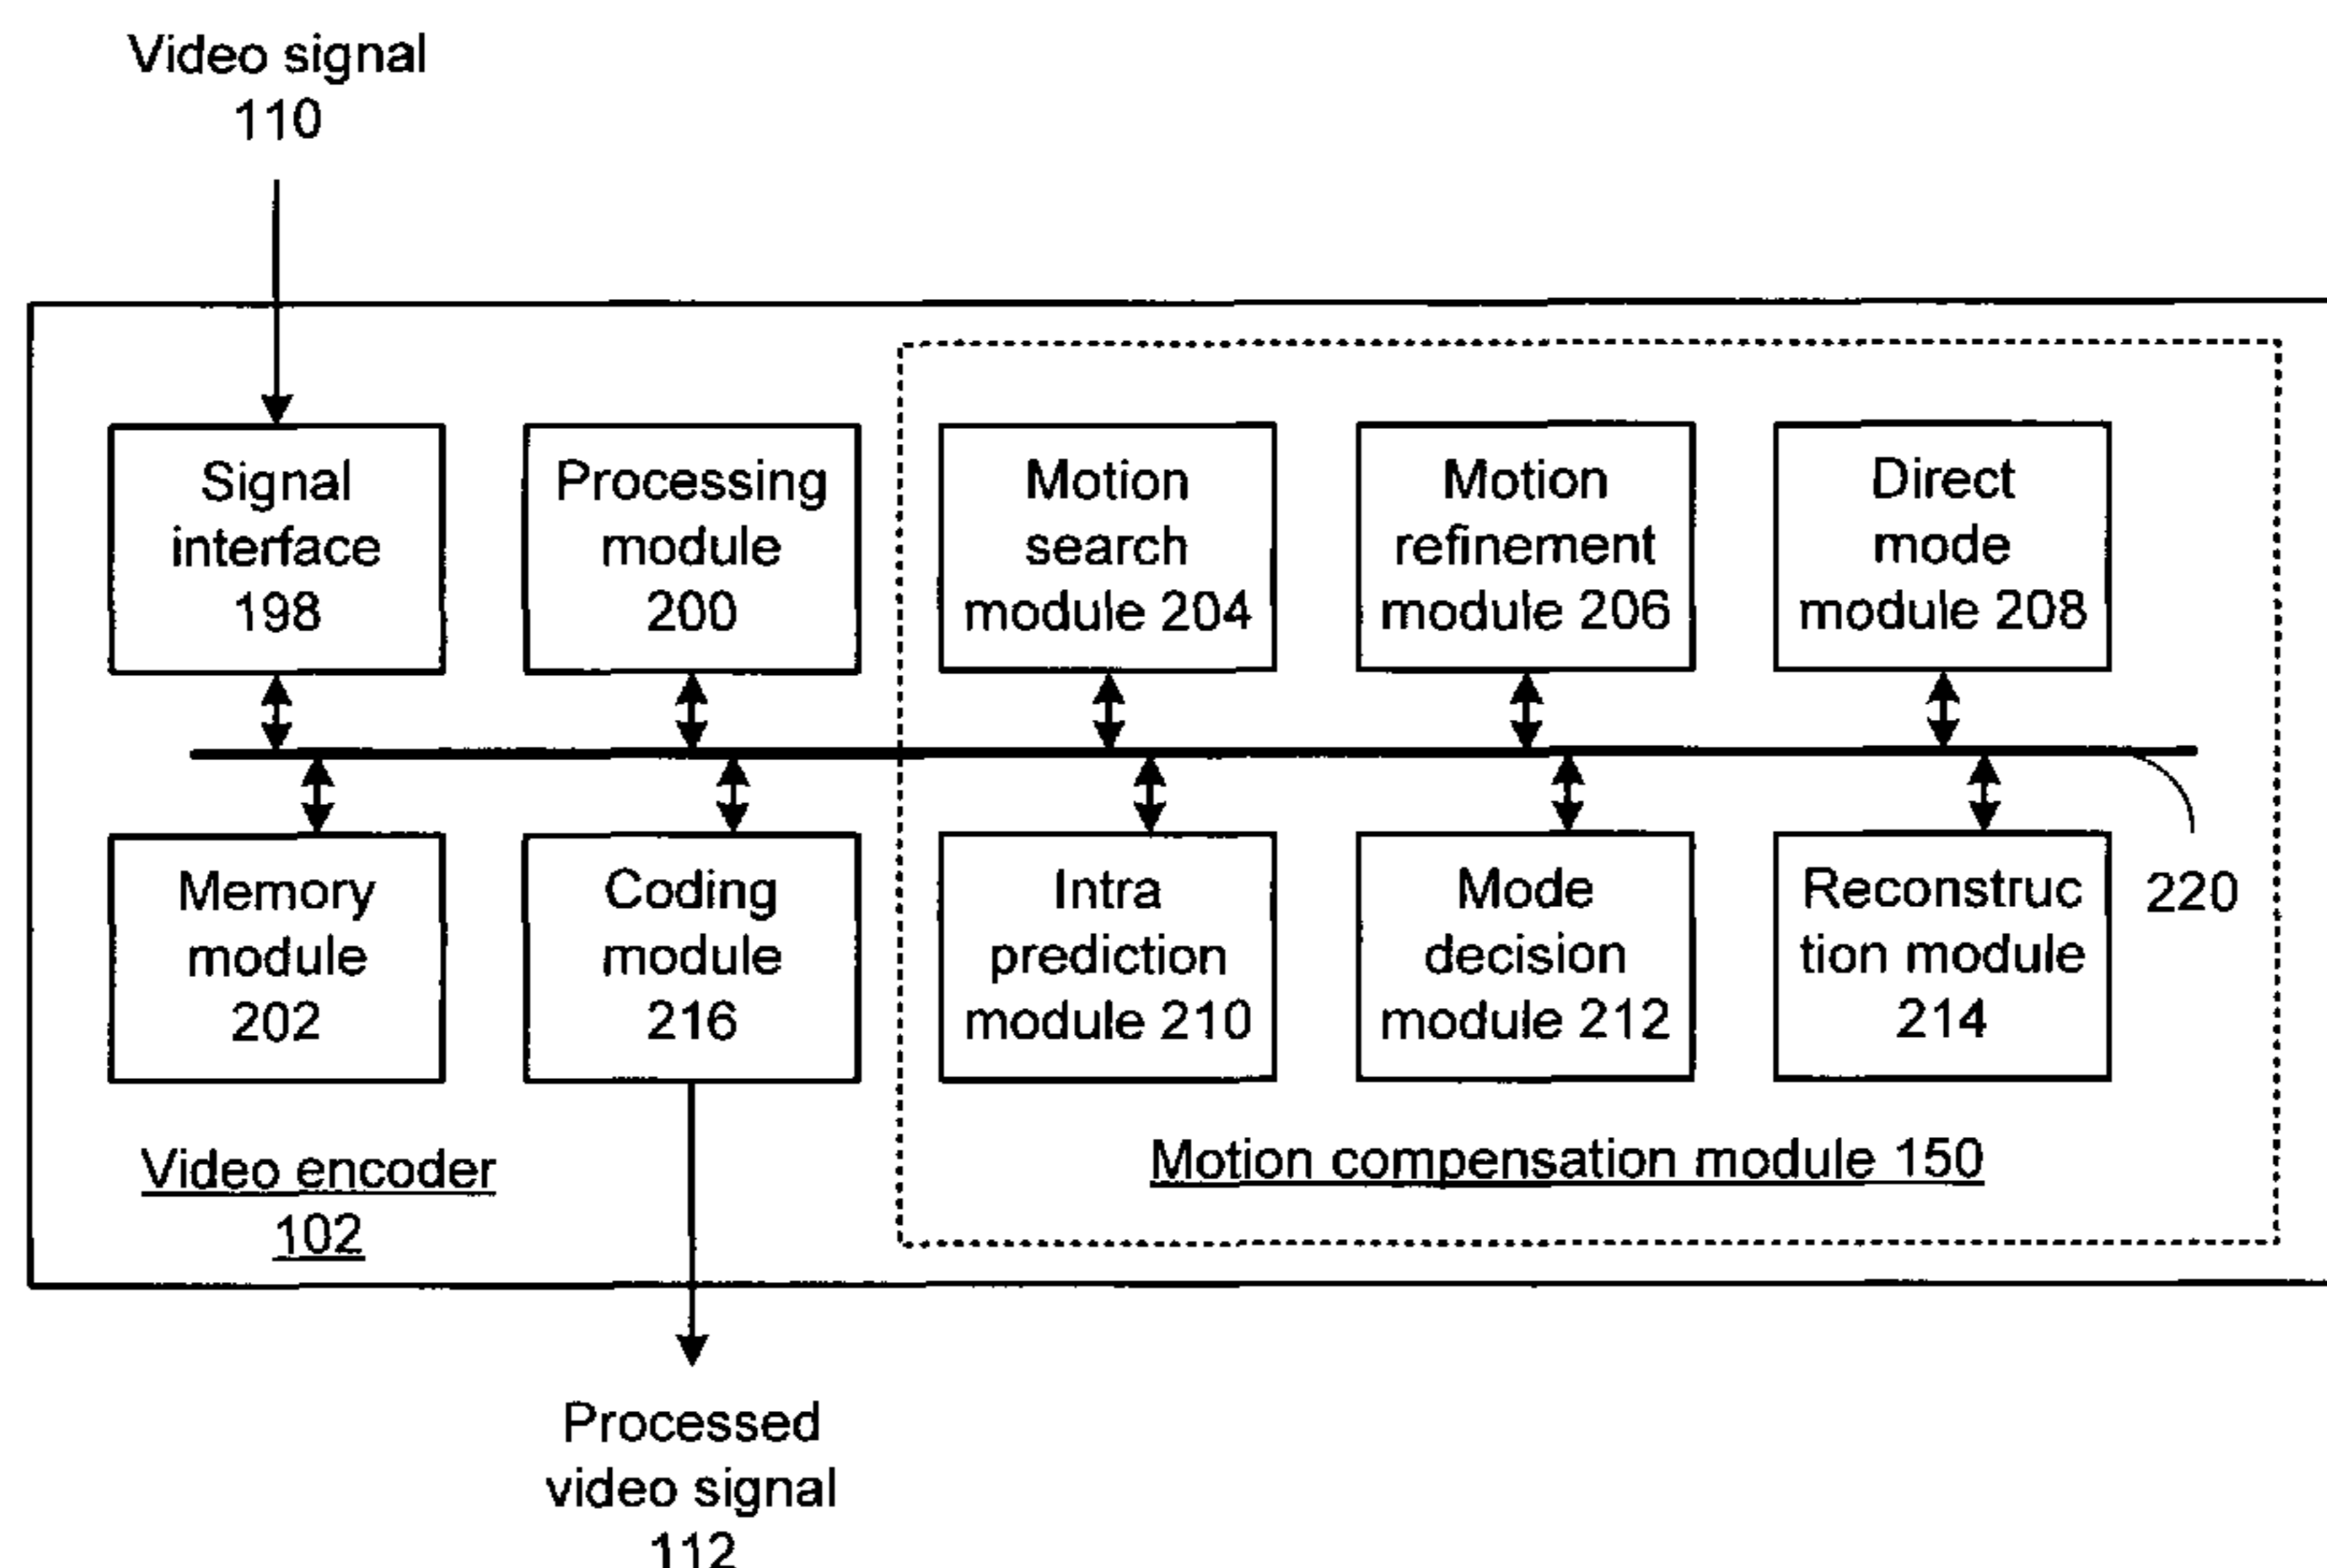 Video signal
110
Signal
interface
198
Processing
module
200
Motion
search
module 204
Motion
refinement
module 206
Direct
mode
module 208
Memory
module
202
Coding
module
216
Intra
prediction
module 210
Mode
decision
module 212
Reconstruc
tion module
214
220
Video encoder
102
Motion compensation module 150
Processed
video signal
112